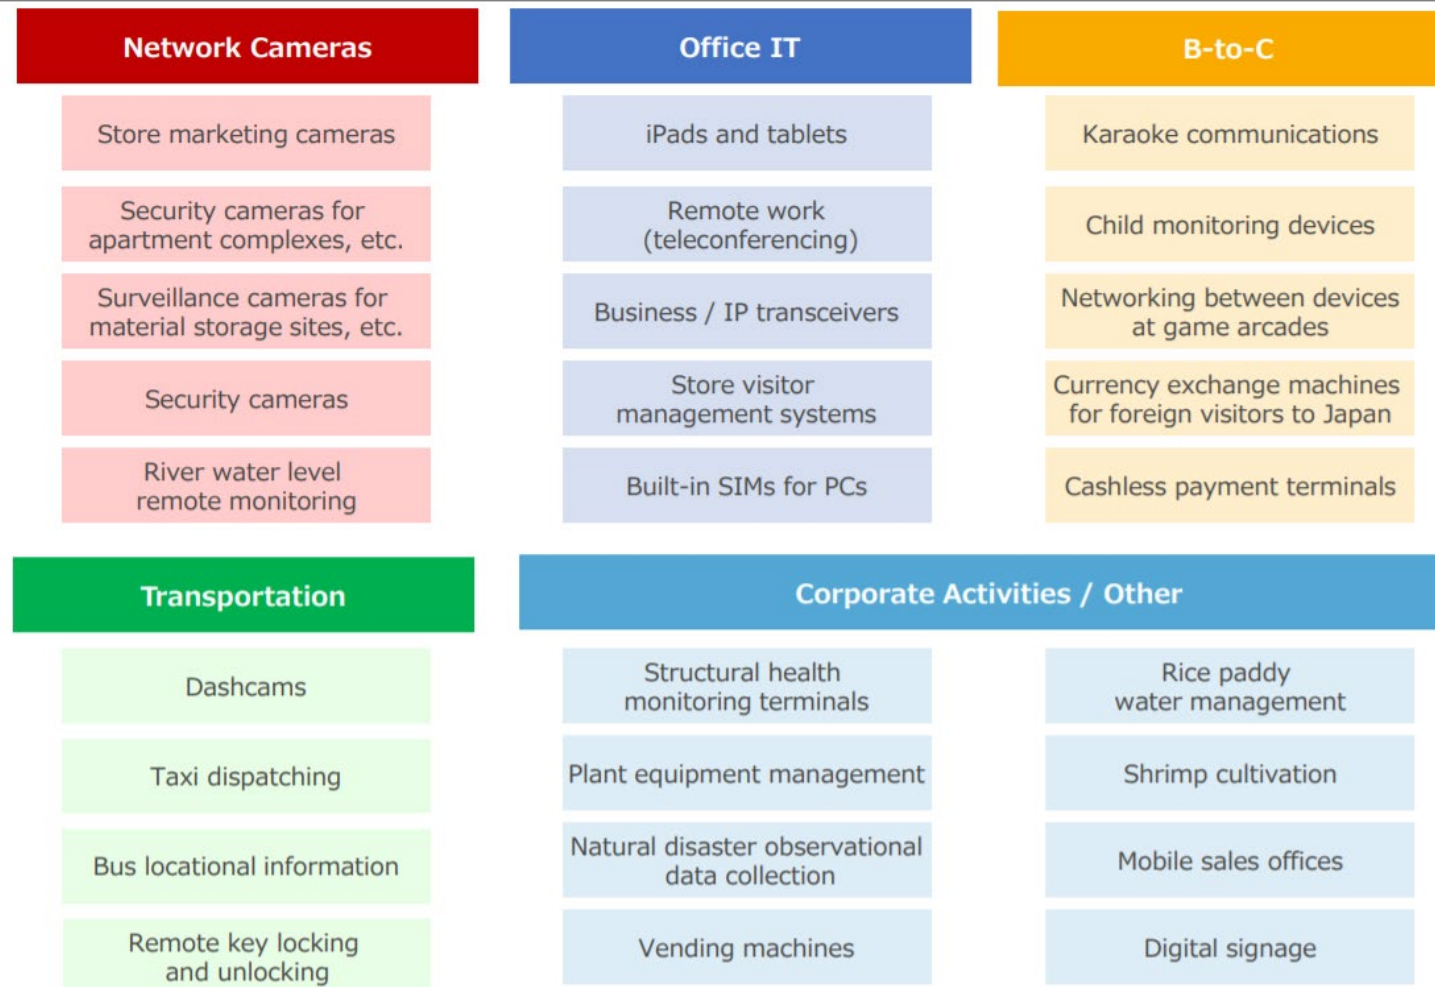 Network Cameras
Store marketing cameras
Security cameras for
apartment complexes, etc.
Surveillance cameras for
material storage sites, etc.
Security cameras
River water level
remote monitoring
Office IT
iPads and tablets
Remote work
(teleconferencing)
Business / IP transceivers
Store visitor
management systems
Built-in SIMs for PCs
B-to-C
Karaoke communications
Child monitoring devices
Networking between devices
at game arcades
Currency exchange machines
for foreign visitors to Japan
Cashless payment terminals
Transportation
Dashcams
Taxi dispatching
Bus locational information
Remote key locking
and unlocking
Corporate Activities / Other
Structural health
monitoring terminals
Plant equipment management
Natural disaster observational
data collection
Vending machines
Rice paddy
water management
Shrimp cultivation
Mobile sales offices
Digital signage